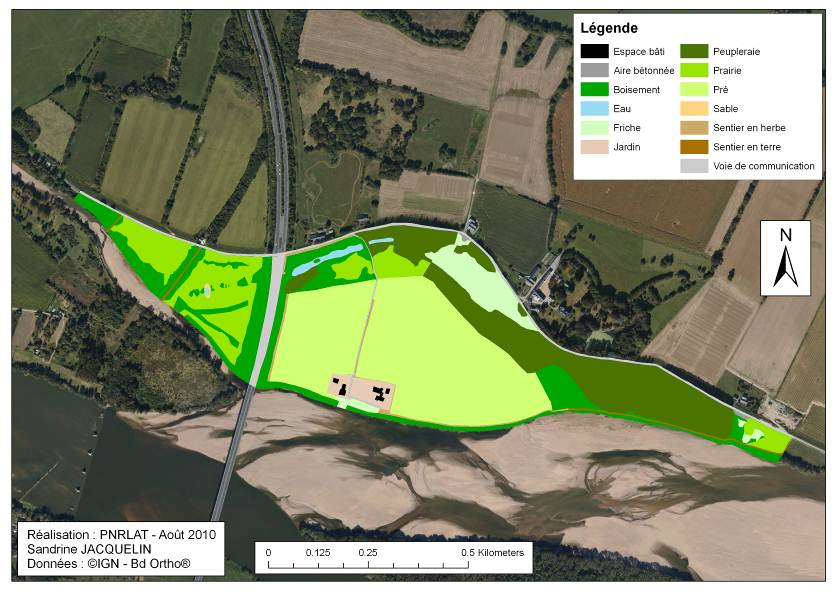 Légende
Espace bâti
Aire bétonnée
Boisement
Eau
Friche
Jardin
Peupleraie
Prairie
Pré
Sable
Sentier en herbe
Sentier en terre
Voie de communication
N
Réalisation : PNRLAT - Août 2010
Sandrine JACQUELIN
Données : ©IGN - Bd Ortho®
0 0.125 0.25 0.5 Kilometers